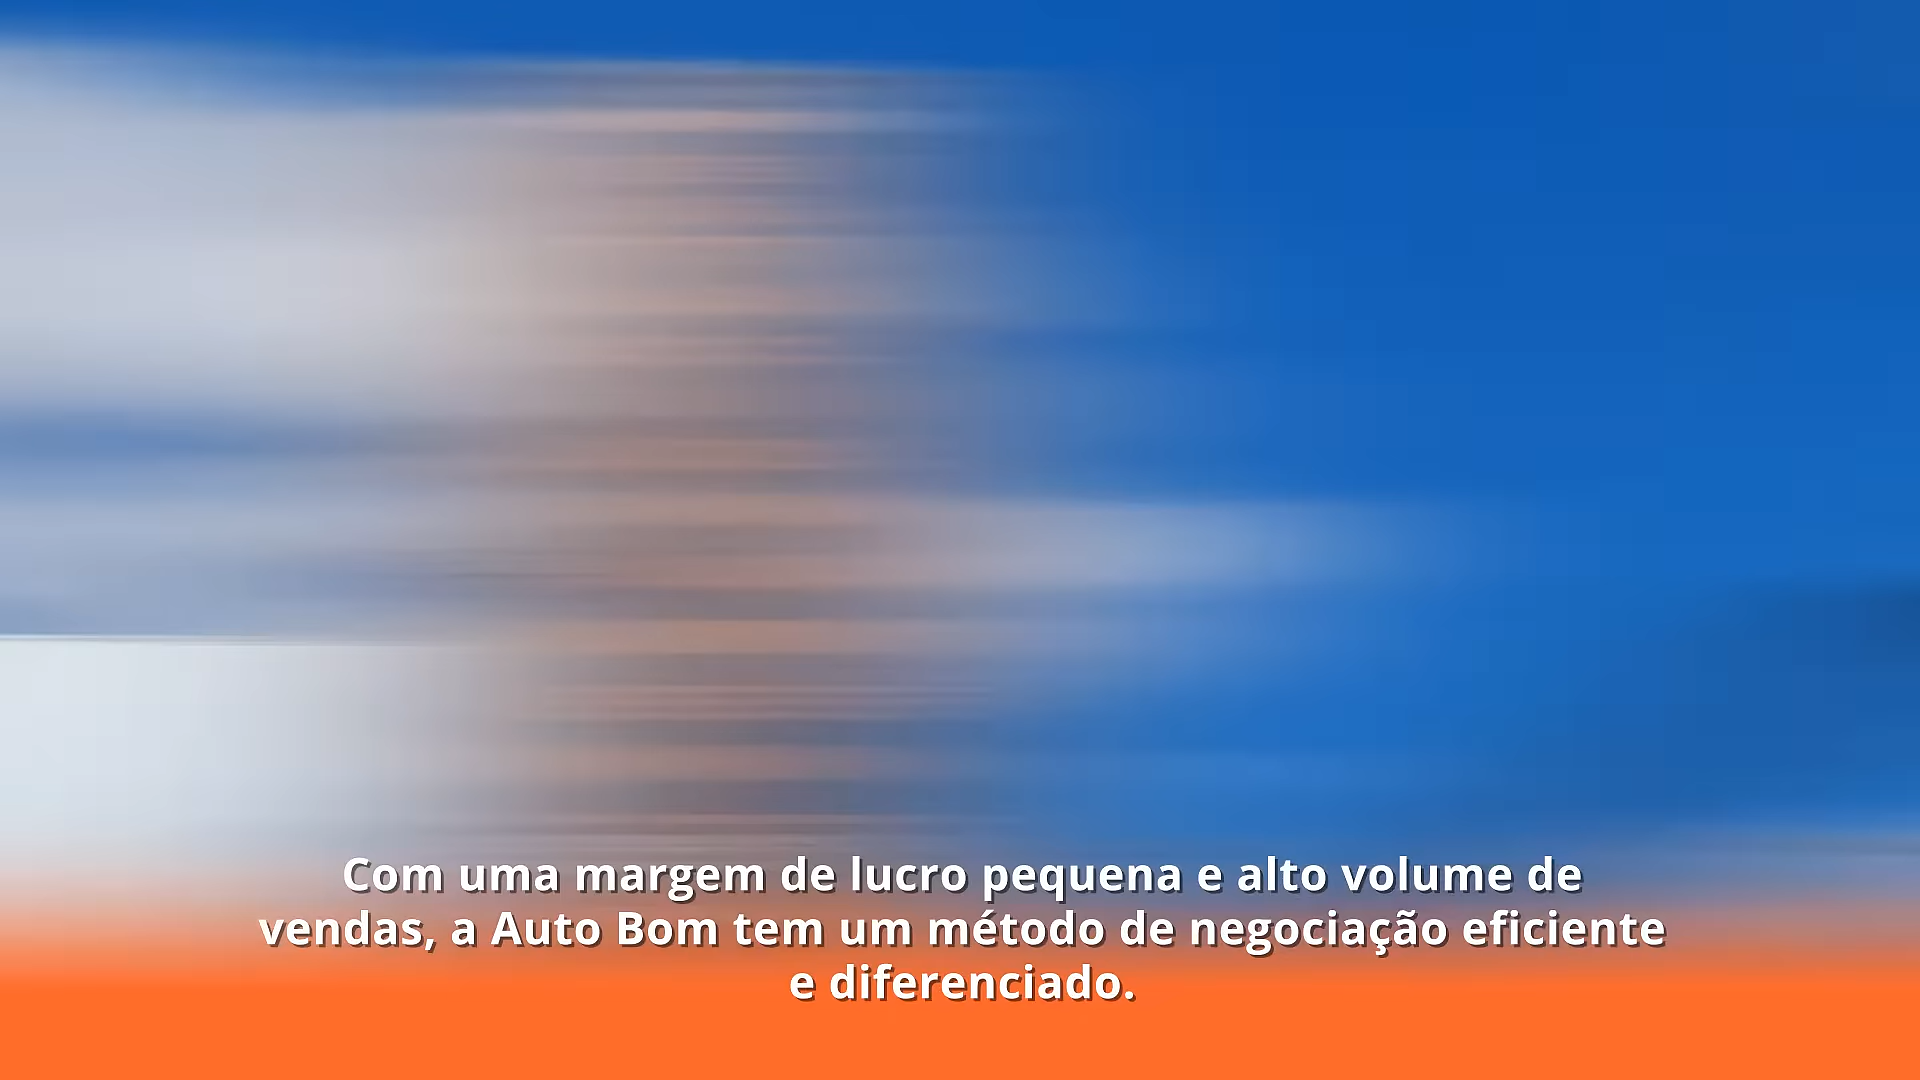 Com uma margem de lucro pequena e alto volume de
vendas, a Auto Bom tem um método de negociação eficiente
e diferenciado.